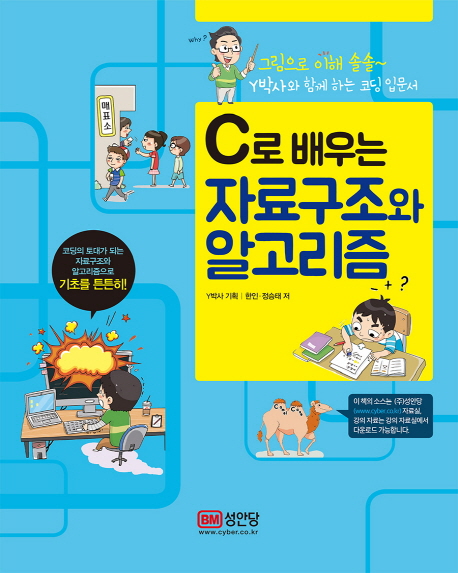 Why?
그림으로 이해 솔솔~
Y박사와 함께 하는 코딩 입문서
매표소
C로 배우는
자료구조와
알고리즘
Y박사 기획 | 한인·정승태 저
- + ?
코딩의 토대가 되는
자료구조와
알고리즘으로
기초를 튼튼히!
이 책의 소스는 (주)성안당
(www.cyber.co.kr) 자료실,
강의 자료는 강의 자료실에서
다운로드 가능합니다.
BM 성안당
www.cyber.co.kr